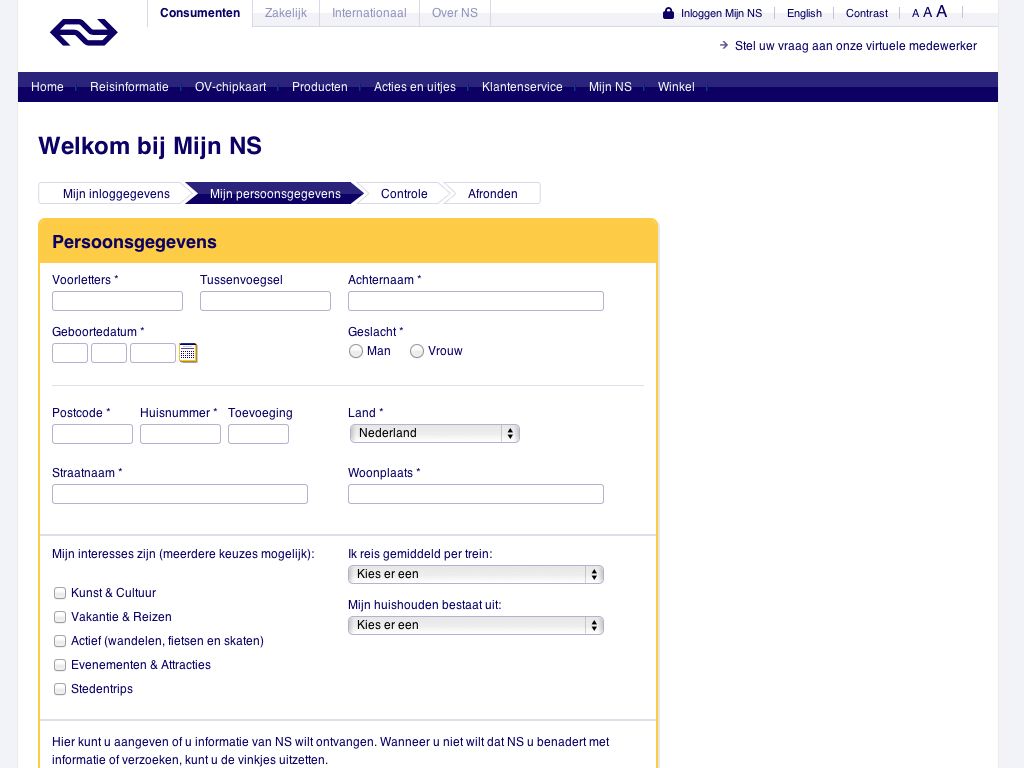 Consumenten Zakelijk Internationaal Over NS Inloggen Mijn NS English Contrast A A A
Stel uw vraag aan onze virtuele medewerker
Home Reisinformatie OV-chipkaart Producten Acties en uitjes Klantenservice Mijn NS Winkel
Welkom bij Mijn NS
Mijn inloggegevens Mijn persoonsgegevens Controle Afronden
Persoonsgegevens
Voorletters * Tussenvoegsel Achternaam *
Geboortedatum * Geslacht *
Man Vrouw
Postcode * Huisnummer * Toevoeging Land *
Nederland
Straatnaam * Woonplaats *
Mijn interesses zijn (meerdere keuzes mogelijk): Ik reis gemiddeld per trein:
Kies er een
Kunst & Cultuur
Mijn huishouden bestaat uit:
Vakantie & Reizen
Kies er een
Actief (wandelen, fietsen en skaten)
Evenementen & Attracties
Stedentrips
Hier kunt u aangeven of u informatie van NS wilt ontvangen. Wanneer u niet wilt dat NS u benadert met
informatie of verzoeken, kunt u de vinkjes uitzetten.